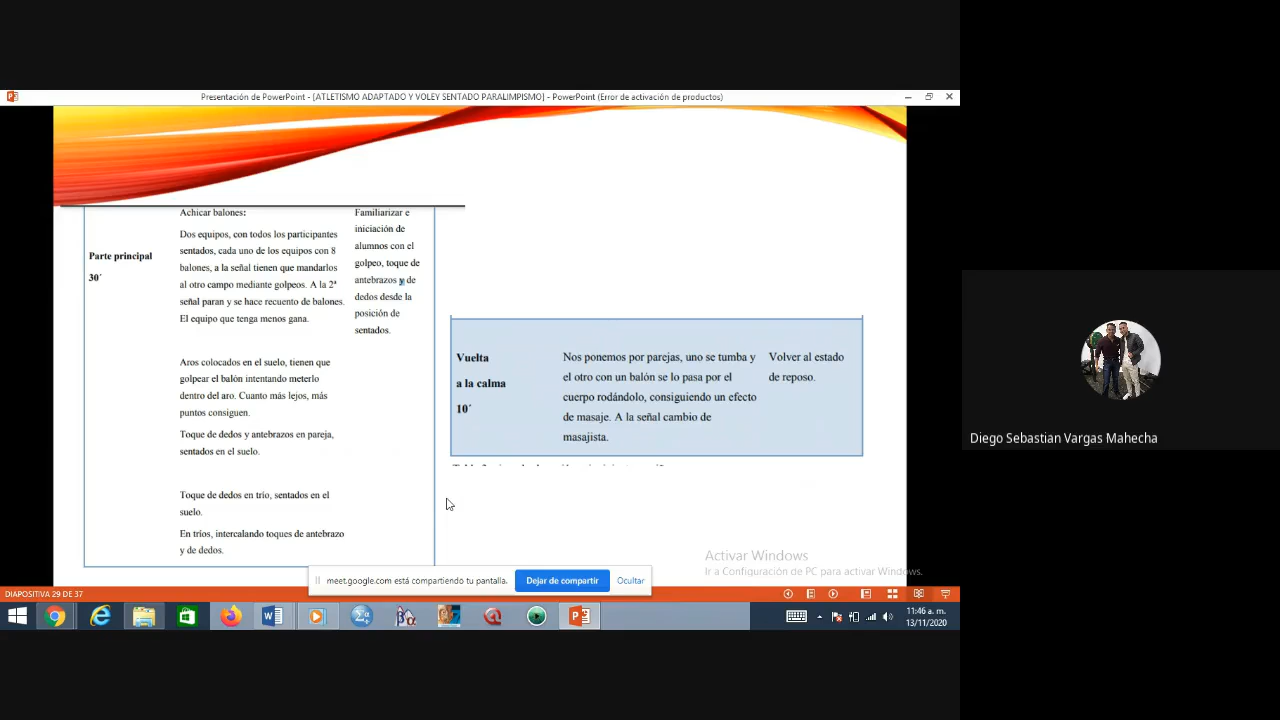 Presentación de PowerPoint - [ATLETISMO ADAPTADO Y VOLEY SENTADO PARALIMPISMO] - PowerPoint (Error de activación de productos)
Parte principal
30´
Achicar balones:
Dos equipos, con todos los participantes
sentados, cada uno de los equipos con 8
balones, a la señal tienen que mandarlos
al otro campo mediante golpeos. A la 2ª
señal paran y se hace recuento de balones.
El equipo que tenga menos gana.
Aros colocados en el suelo, tienen que
golpear el balón intentando meterlo
dentro del aro. Cuanto más lejos, más
puntos consiguen.
Toque de dedos y antebrazos en pareja,
sentados en el suelo.
Toque de dedos en trío, sentados en el
suelo.
En tríos, intercalando toques de antebrazo
y de dedos.
Familiarizar e
iniciación de
alumnos con el
golpeo, toque de
antebrazos y de
dedos desde la
posición de
sentados.
Vuelta
a la calma
10´
Nos ponemos por parejas, uno se tumba y
el otro con un balón se lo pasa por el
cuerpo rodándolo, consiguiendo un efecto
de masaje. A la señal cambio de
masajista.
Volver al estado
de reposo.
Diego Sebastian Vargas Mahecha
Activar Windows
Ir a Configuración de PC para activar Windows.
meet.google.com está compartiendo tu pantalla.
Dejar de compartir
Ocultar
DIAPOSITIVA 29 DE 37
11:46 a. m.
13/11/2020